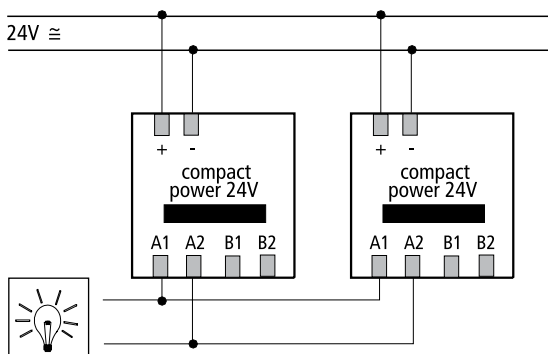 24V ≅
+ -
compact
power 24V
A1 A2 B1 B2
+ -
compact
power 24V
A1 A2 B1 B2